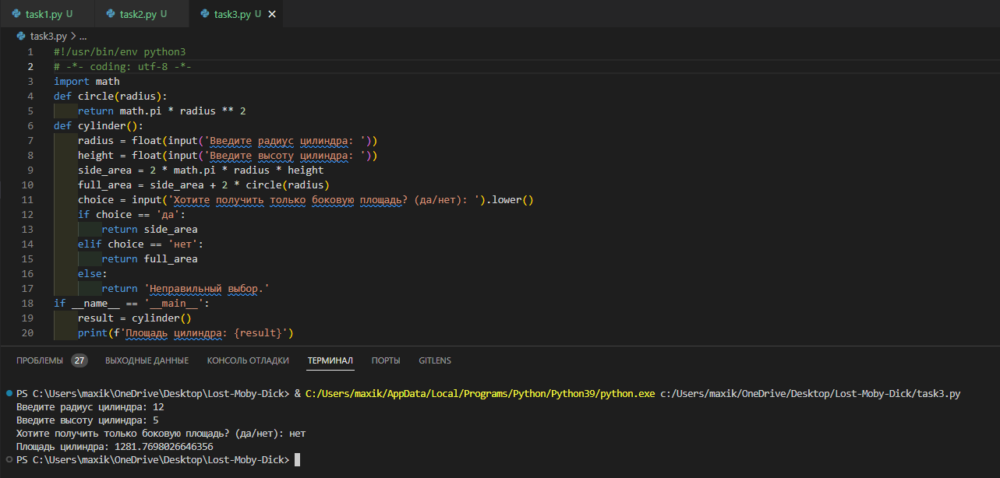 task1.py U task2.py U task3.py U
task3.py > ...
1 #!/usr/bin/env python3
2 # -*- coding: utf-8 -*-
3 import math
4 def circle(radius):
5 return math.pi * radius ** 2
6 def cylinder():
7 radius = float(input('Введите радиус цилиндра: '))
8 height = float(input('Введите высоту цилиндра: '))
9 side_area = 2 * math.pi * radius * height
10 full_area = side_area + 2 * circle(radius)
11 choice = input('Хотите получить только боковую площадь? (да/нет): ').lower()
12 if choice == 'да':
13 return side_area
14 elif choice == 'нет':
15 return full_area
16 else:
17 return 'Неправильный выбор.'
18 if __name__ == '__main__':
19 result = cylinder()
20 print(f'Площадь цилиндра: {result}')
ПРОБЛЕМЫ 27 ВЫХОДНЫЕ ДАННЫЕ КОНСОЛЬ ОТЛАДКИ ТЕРМИНАЛ ПОРТЫ GITLENS
PS C:\Users\maxik\OneDrive\Desktop\Lost-Moby-Dick> & C:/Users/maxik/AppData/Local/Programs/Python/Python39/python.exe c:/Users/maxik/OneDrive/Desktop/Lost-Moby-Dick/task3.py
Введите радиус цилиндра: 12
Введите высоту цилиндра: 5
Хотите получить только боковую площадь? (да/нет): нет
Площадь цилиндра: 1281.7698026646356
PS C:\Users\maxik\OneDrive\Desktop\Lost-Moby-Dick>